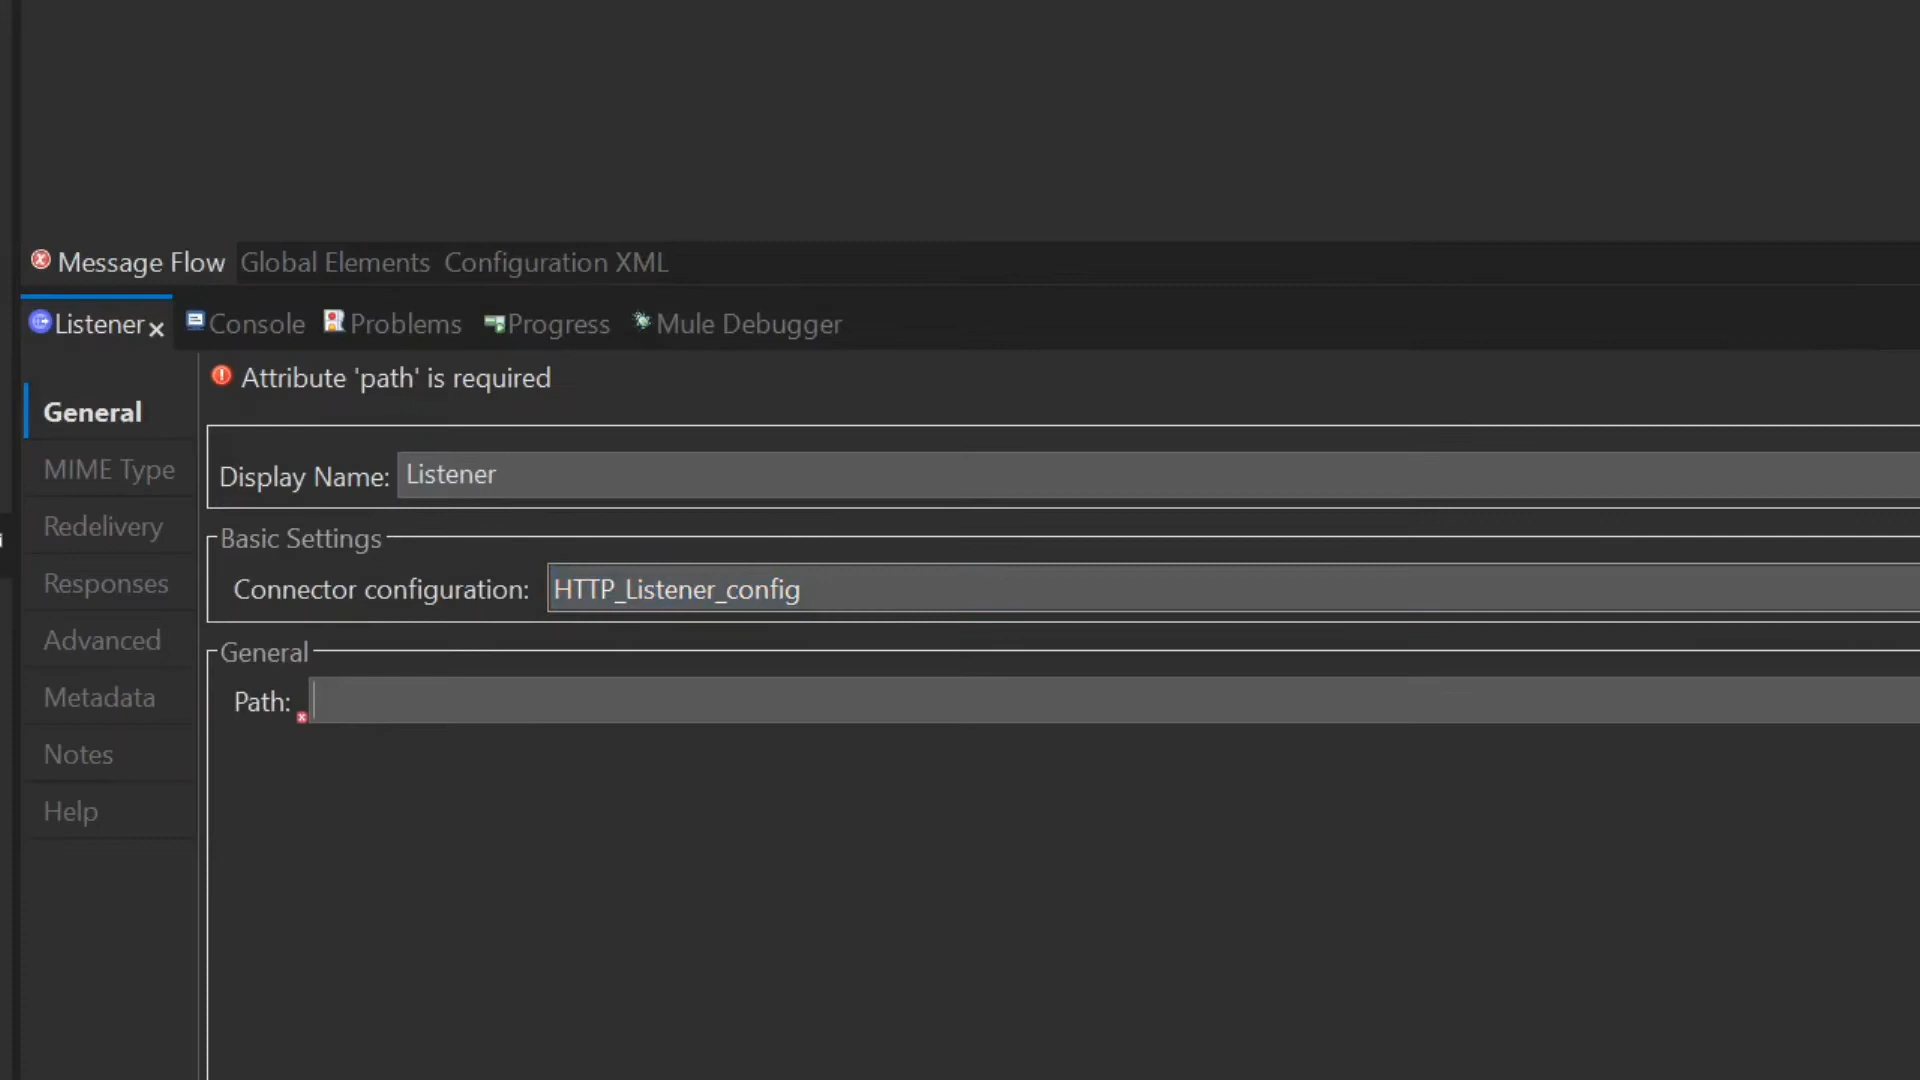 Message Flow Global Elements Configuration XML
Listener Console Problems Progress Mule Debugger
Attribute 'path' is required
General
MIME Type
Redelivery
Responses
Advanced
Metadata
Notes
Help
Display Name: Listener
Basic Settings
Connector configuration: HTTP_Listener_config
General
Path: